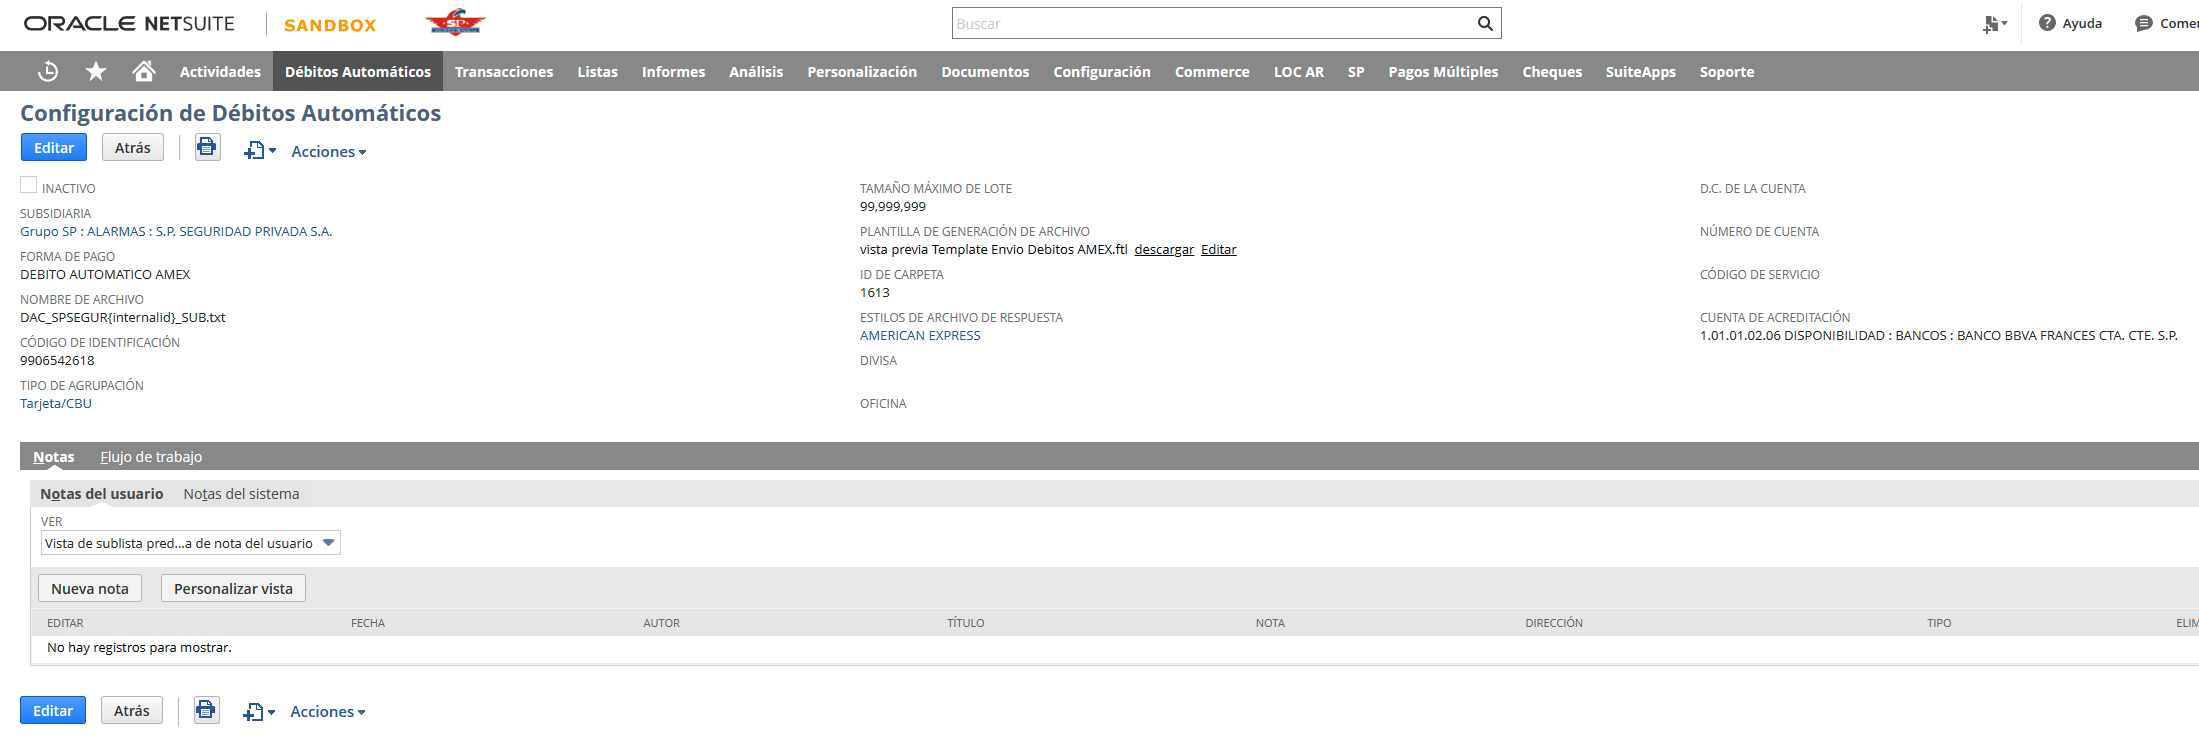 ORACLE NETSUITE SANDBOX SP Buscar Ayuda Comer
Actividades Débitos Automáticos Transacciones Listas Informes Análisis Personalización Documentos Configuración Commerce LOC AR SP Pagos Múltiples Cheques SuiteApps Soporte
Configuración de Débitos Automáticos
Editar Atrás Acciones
INACTIVO
SUBSIDIARIA
Grupo SP : ALARMAS : S.P. SEGURIDAD PRIVADA S.A.
FORMA DE PAGO
DEBITO AUTOMATICO AMEX
NOMBRE DE ARCHIVO
DAC_SPSEGUR{internalid}_SUB.txt
CÓDIGO DE IDENTIFICACIÓN
9906542618
TIPO DE AGRUPACIÓN
Tarjeta/CBU
TAMAÑO MÁXIMO DE LOTE
99,999,999
PLANTILLA DE GENERACIÓN DE ARCHIVO
vista previa Template Envio Debitos AMEX.ftl descargar Editar
ID DE CARPETA
1613
ESTILOS DE ARCHIVO DE RESPUESTA
AMERICAN EXPRESS
DIVISA
OFICINA
D.C. DE LA CUENTA
NÚMERO DE CUENTA
CÓDIGO DE SERVICIO
CUENTA DE ACREDITACIÓN
1.01.01.02.06 DISPONIBILIDAD : BANCOS : BANCO BBVA FRANCES CTA. CTE. S.P.
Notas Flujo de trabajo
Notas del usuario Notas del sistema
VER
Vista de sublista pred...a de nota del usuario
Nueva nota Personalizar vista
EDITAR FECHA AUTOR TÍTULO NOTA DIRECCIÓN TIPO ELIM
No hay registros para mostrar.
Editar Atrás Acciones